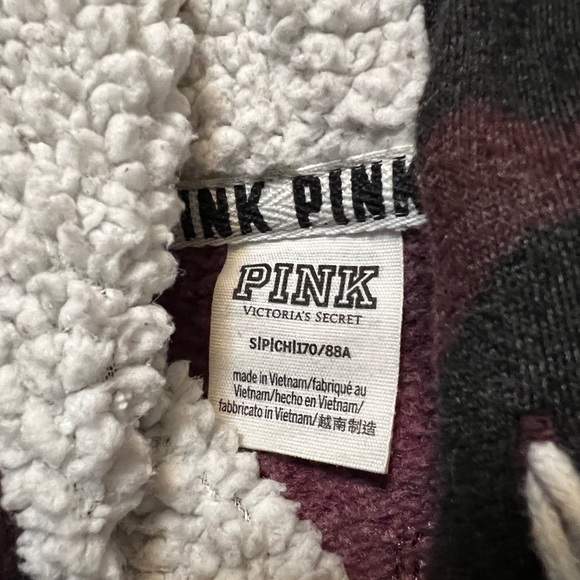 INK PINK
PINK
VICTORIA'S SECRET
S|P|CH|170/88A
made in Vietnam/fabriqué au
Vietnam/hecho en Vietnam/
fabbricato in Vietnam/越南制造